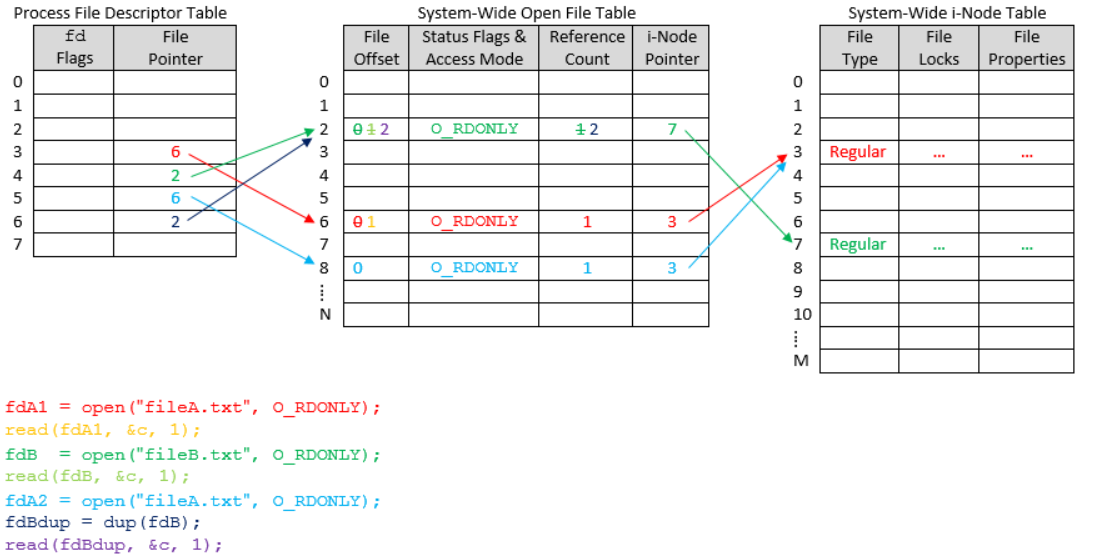 Process File Descriptor Table System-Wide Open File Table System-Wide i-Node Table
fd File File Status Flags & Reference i-Node File File File
Flags Pointer Offset Access Mode Count Pointer Type Locks Properties
0 0 0
1 1 1
2 2 0 1 2 O_RDONLY 1 2 7 2
3 6 3 3 Regular ... ...
4 2 4 4
5 6 5 5
6 2 6 0 1 O_RDONLY 1 3 6
7 7 7 Regular ... ...
8 0 O_RDONLY 1 3 8
⋮ 9
N 10
⋮
M
fdA1 = open("fileA.txt", O_RDONLY);
read(fdA1, &c, 1);
fdB = open("fileB.txt", O_RDONLY);
read(fdB, &c, 1);
fdA2 = open("fileA.txt", O_RDONLY);
fdBdup = dup(fdB);
read(fdBdup, &c, 1);